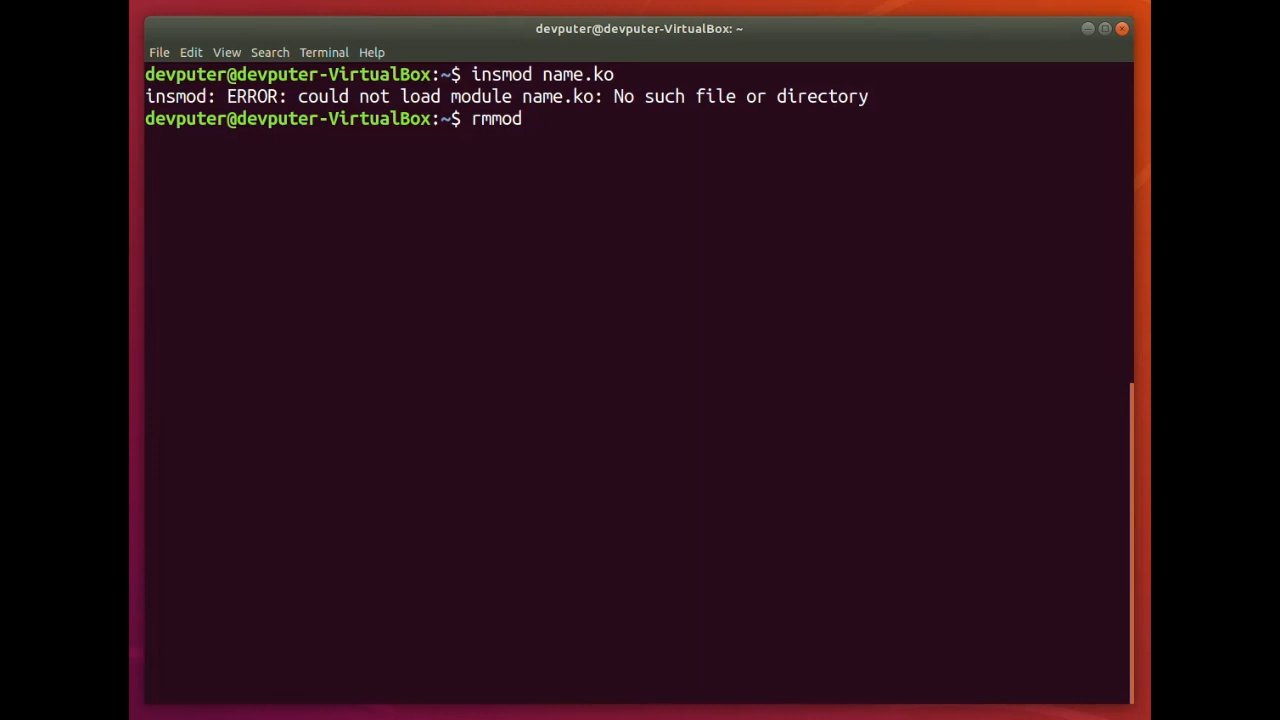 devputer@devputer-VirtualBox: ~
File Edit View Search Terminal Help
devputer@devputer-VirtualBox:~$ insmod name.ko
insmod: ERROR: could not load module name.ko: No such file or directory
devputer@devputer-VirtualBox:~$ rmmod